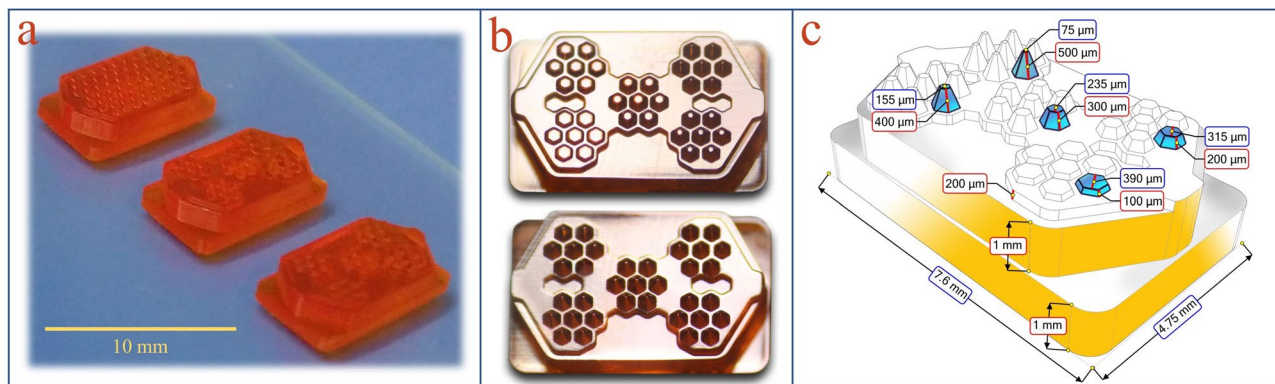 a
10 mm
b
c
75 µm
500 µm
235 µm
155 µm
300 µm
400 µm
315 µm
200 µm
390 µm
200 µm
100 µm
1 mm
7.6 mm
1 mm
4.75 mm